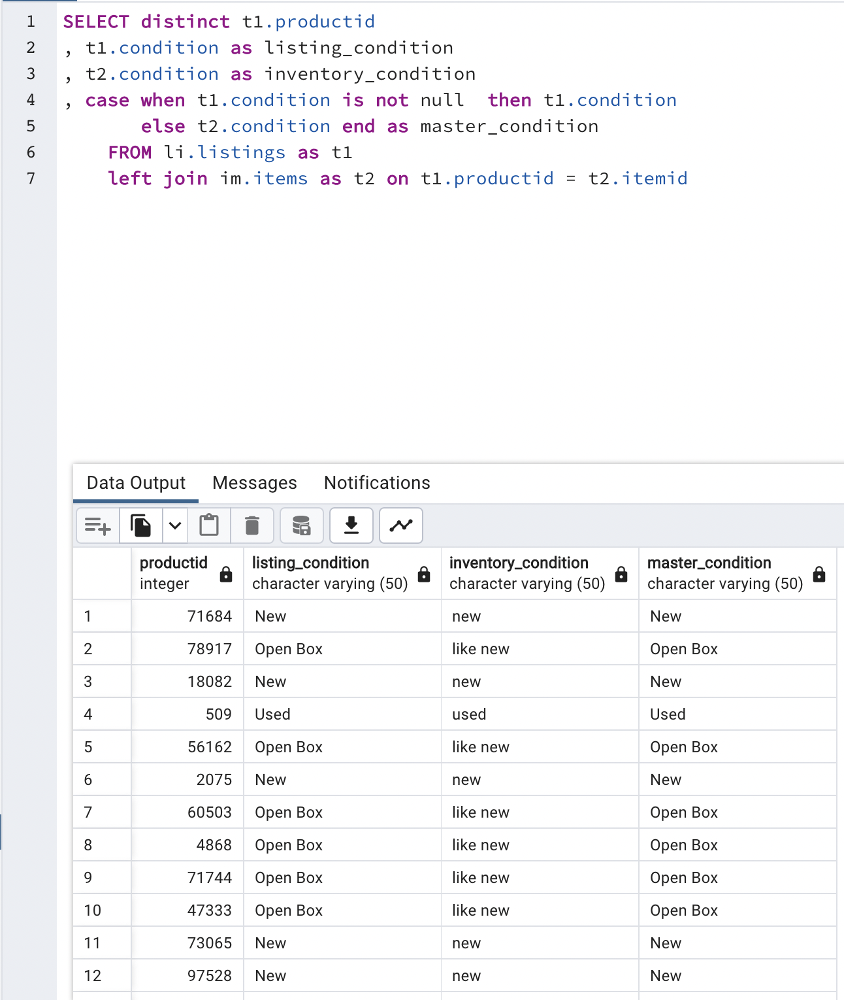 1 SELECT distinct t1.productid
2 , t1.condition as listing_condition
3 , t2.condition as inventory_condition
4 , case when t1.condition is not null  then t1.condition
5 else t2.condition end as master_condition
6 FROM li.listings as t1
7 left join im.items as t2 on t1.productid = t2.itemid
Data Output Messages Notifications
productid listing_condition inventory_condition master_condition
integer character varying (50) character varying (50) character varying (50)
1 71684 New new New
2 78917 Open Box like new Open Box
3 18082 New new New
4 509 Used used Used
5 56162 Open Box like new Open Box
6 2075 New new New
7 60503 Open Box like new Open Box
8 4868 Open Box like new Open Box
9 71744 Open Box like new Open Box
10 47333 Open Box like new Open Box
11 73065 New new New
12 97528 New new New